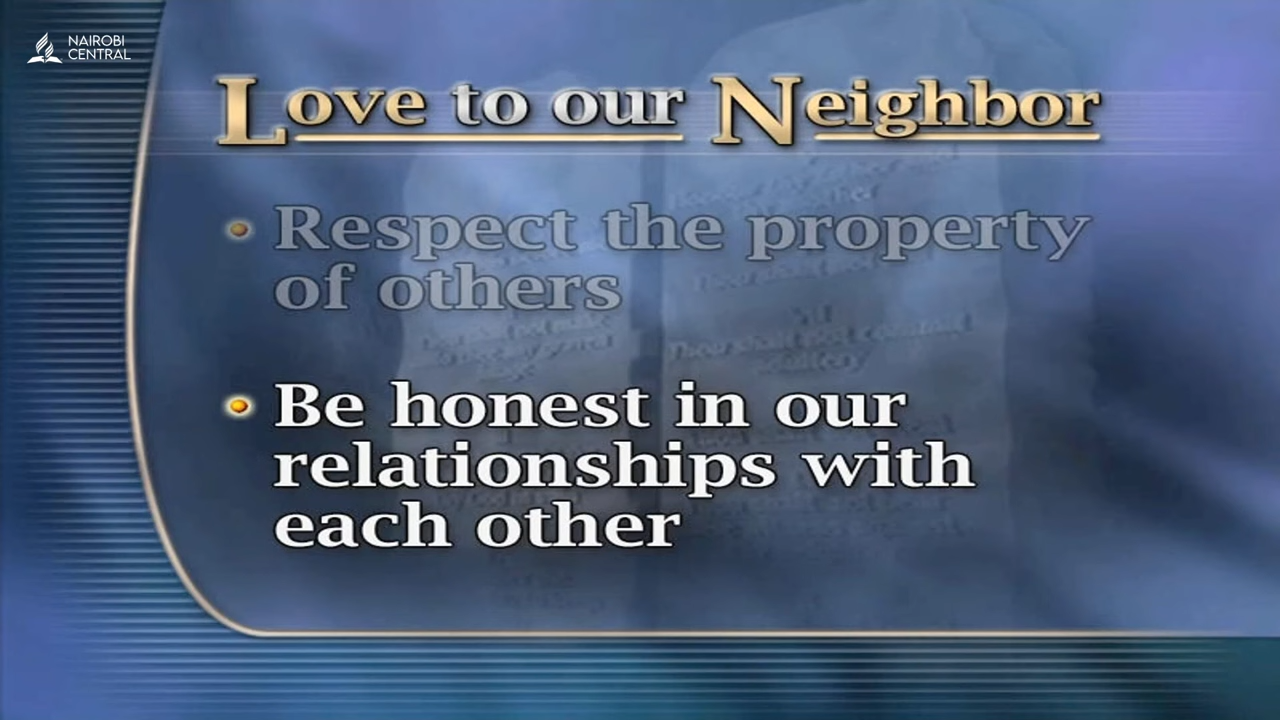 NAIROBI
CENTRAL
Love to our Neighbor
• Respect the property
of others
• Be honest in our
relationships with
each other